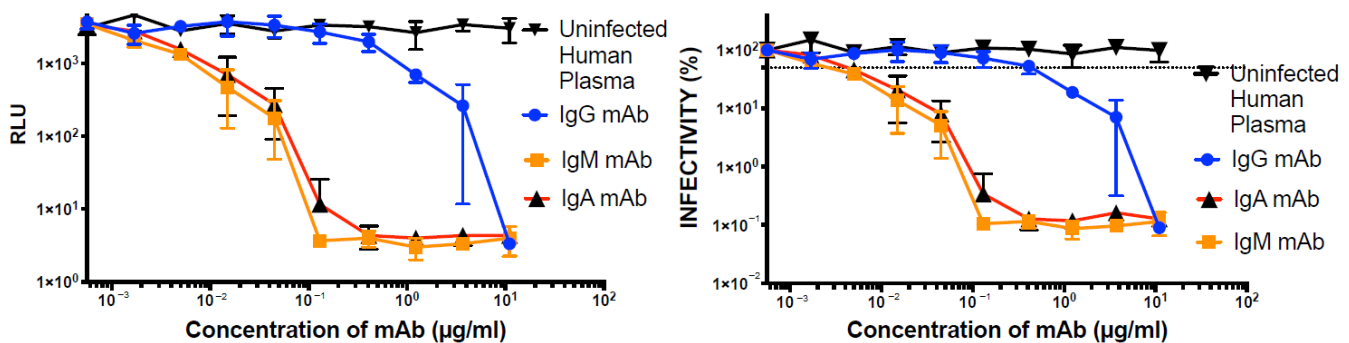 RLU
1×10³
1×10²
1×10¹
1×10⁰
10⁻³
10⁻²
10⁻¹
10⁰
10¹
10²
Concentration of mAb (µg/ml)
Uninfected
Human
Plasma
IgG mAb
IgM mAb
IgA mAb
INFECTIVITY (%)
1×10²
1×10¹
1×10⁰
1×10⁻¹
1×10⁻²
10⁻³
10⁻²
10⁻¹
10⁰
10¹
10²
Concentration of mAb (µg/ml)
Uninfected
Human
Plasma
IgG mAb
IgA mAb
IgM mAb